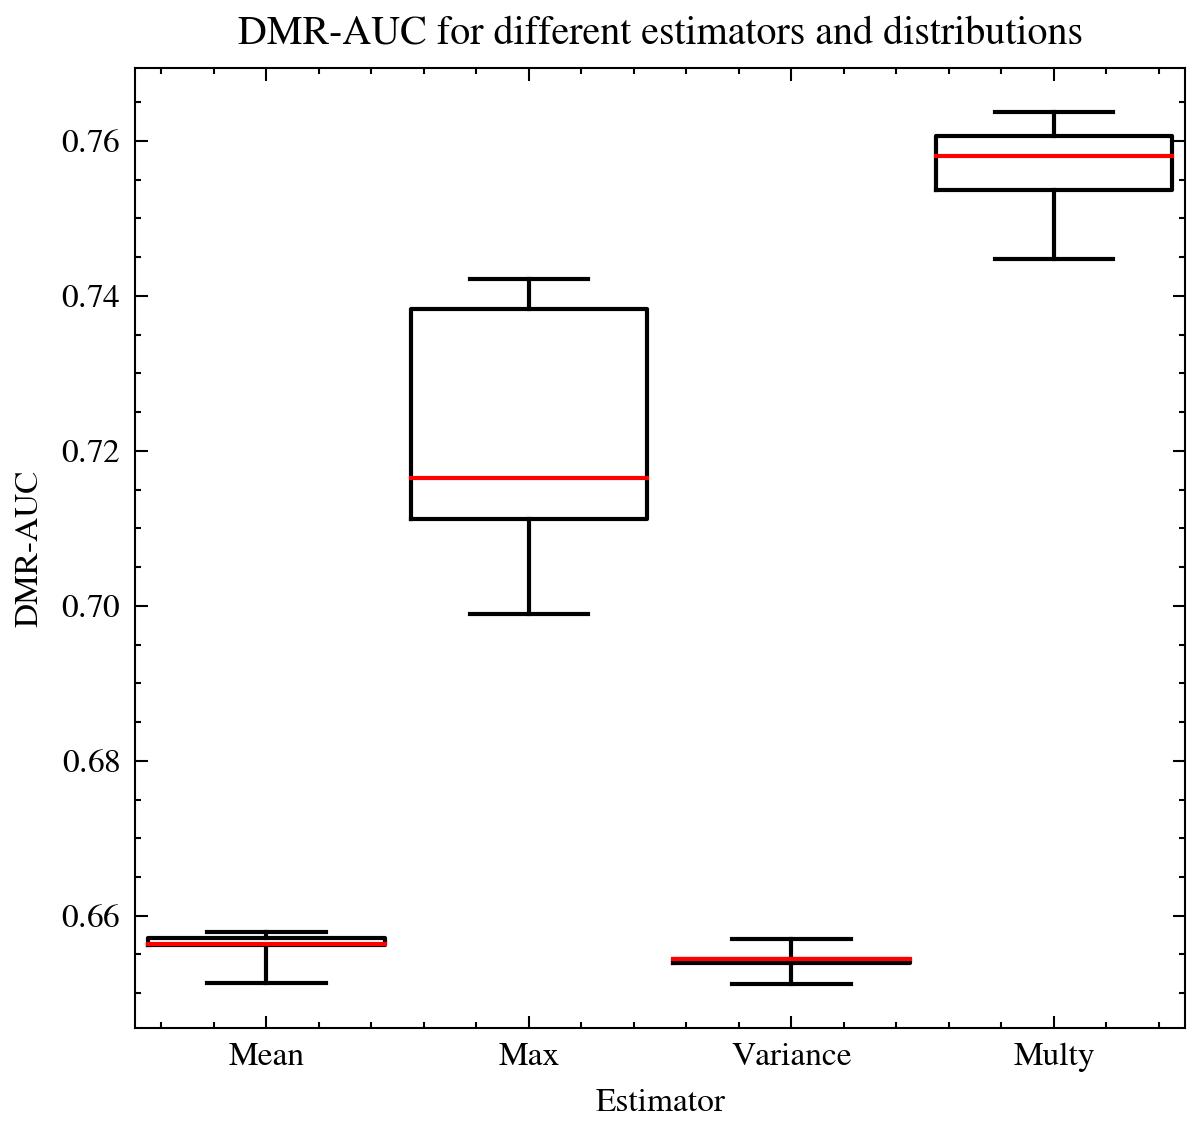 DMR-AUC for different estimators and distributions
DMR-AUC
0.76
0.74
0.72
0.70
0.68
0.66
Mean Max Variance Multy
Estimator